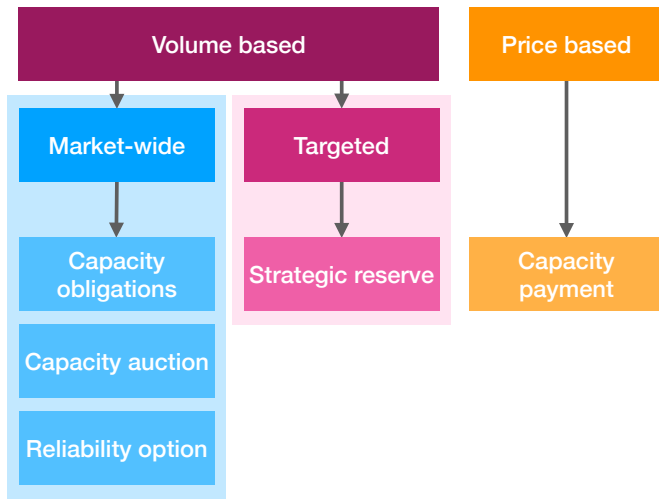 Volume based
Price based
Market-wide
Targeted
Capacity
obligations
Strategic reserve
Capacity
payment
Capacity auction
Reliability option